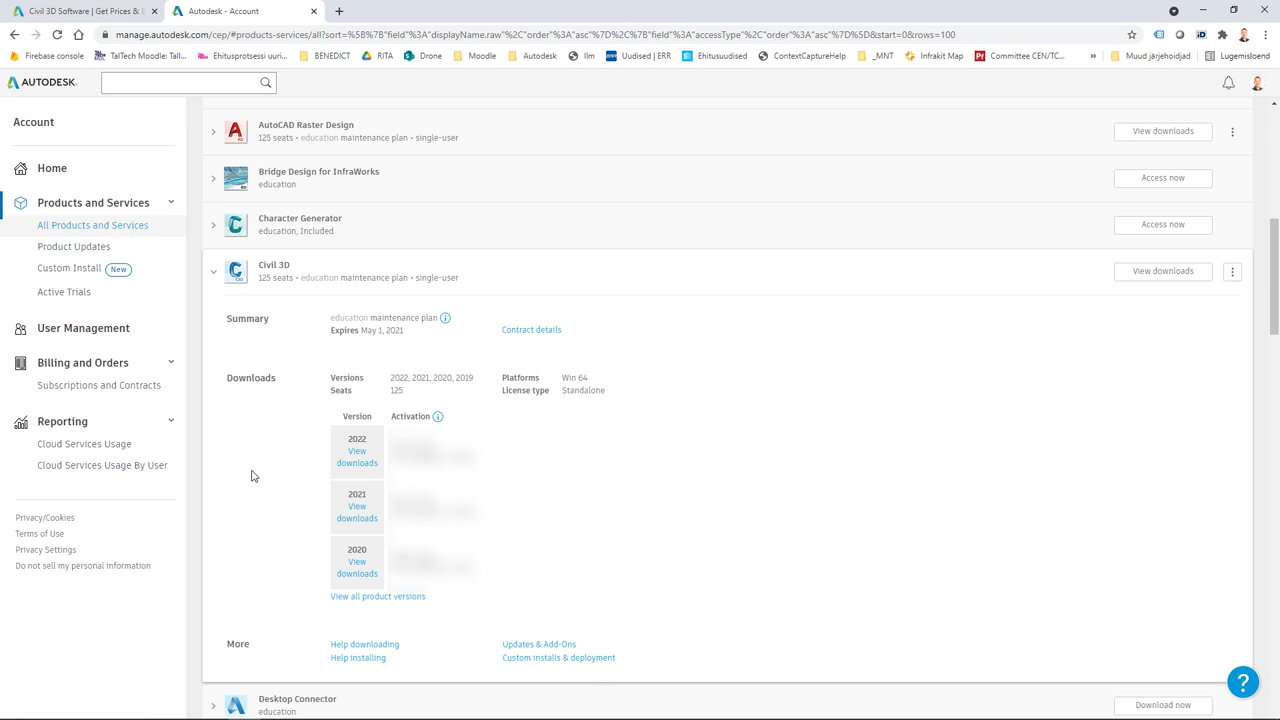 Civil 3D Software | Get Prices & B
Autodesk - Account
manage.autodesk.com/cep/#products-services/all?sort=%5B%7B"field"%3A"displayName.raw"%2C"order"%3A"asc"%7D%2C%7B"field"%3A"accessType"%2C"order"%3A"asc"%7D%5D&start=0&rows=100
Firebase console
TalTech Moodle: Tall...
Ehitusprotsessi uuri...
BENEDICT
RITA
Drone
Moodle
Autodesk
Ilm
Uudised | ERR
Ehitusuudised
ContextCaptureHelp
_MNT
Infrakit Map
Committee CEN/TC...
»
Muud järjehoidjad
Lugemisloend
AUTODESK
Account
Home
Products and Services
All Products and Services
Product Updates
Custom Install New
Active Trials
User Management
Billing and Orders
Subscriptions and Contracts
Reporting
Cloud Services Usage
Cloud Services Usage By User
Privacy/Cookies
Terms of Use
Privacy Settings
Do not sell my personal information
AutoCAD Raster Design
125 seats • education maintenance plan • single-user
View downloads
Bridge Design for InfraWorks
education
Access now
Character Generator
education, Included
Access now
Civil 3D
125 seats • education maintenance plan • single-user
View downloads
Summary
education maintenance plan
Expires May 1, 2021
Contract details
Downloads
Versions 2022, 2021, 2020, 2019
Seats 125
Platforms Win 64
License type Standalone
Version Activation
2022
View
downloads
2021
View
downloads
2020
View
downloads
View all product versions
More
Help downloading
Help installing
Updates & Add-Ons
Custom installs & deployment
Desktop Connector
education
Download now
?